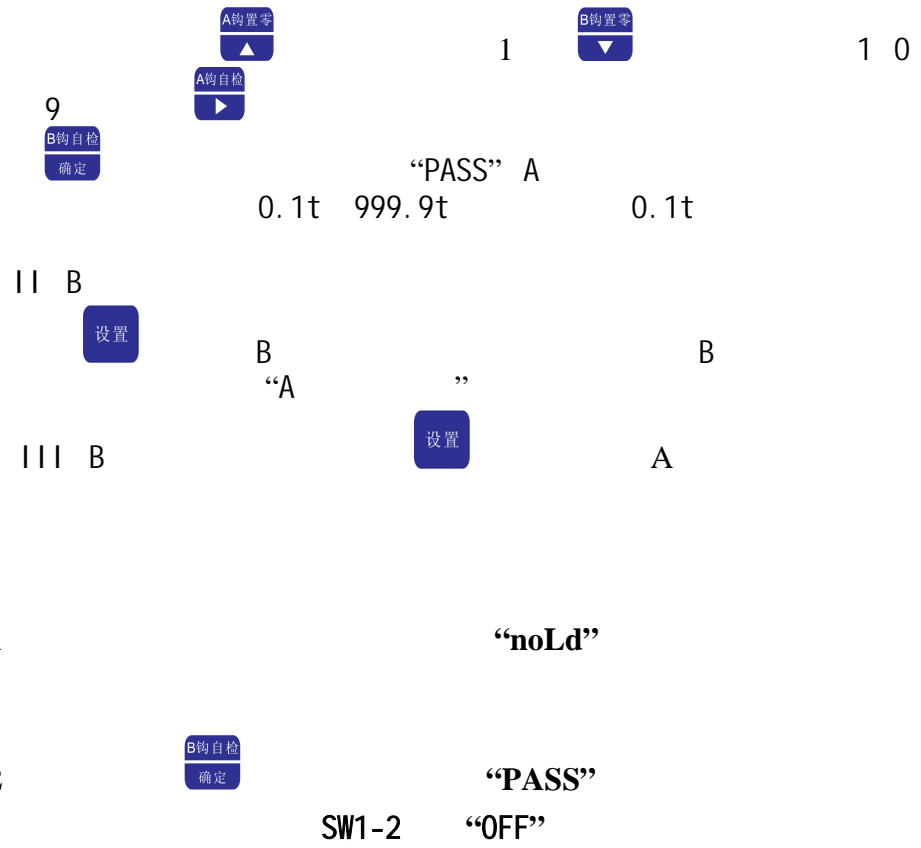 A钩置零 ▲ 1 B钩置零 ▼ 1 0
9 A钩自检 ▶
B钩自检 确定 “PASS” A
0.1t 999.9t 0.1t
II B
设置 B B
“A ”
III B 设置 A
“noLd”
B钩自检 确定 “PASS”
SW1-2 “OFF”